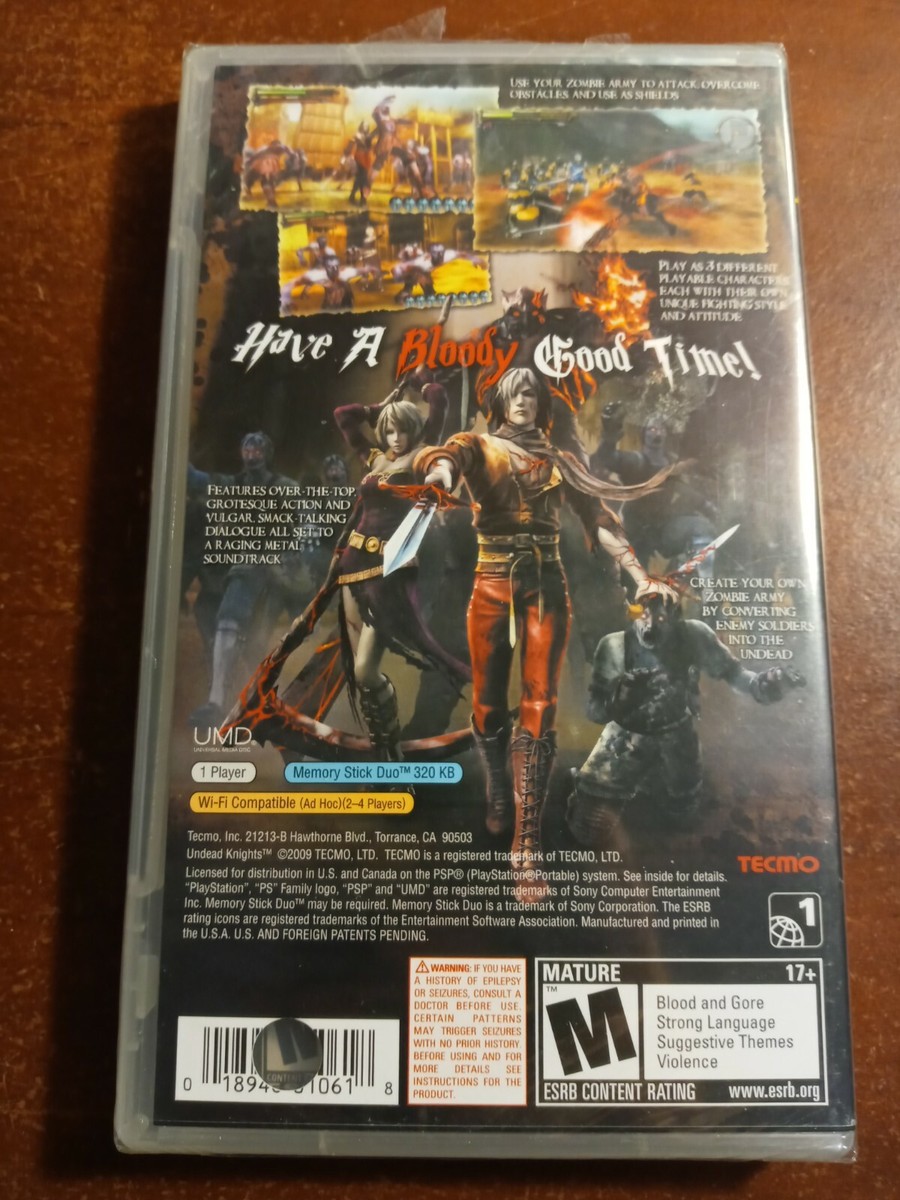 USE YOUR ZOMBIE ARMY TO ATTACK, OVERCOME
OBSTACLES AND USE AS SHIELDS
PLAY AS 3 DIFFERENT
PLAYABLE CHARACTERS
EACH WITH THEIR OWN
UNIQUE FIGHTING STYLE
AND ATTITUDE
Have A Bloody Good Time!
FEATURES OVER-THE-TOP,
GROTESQUE ACTION AND
VULGAR, SMACK-TALKING
DIALOGUE ALL SET TO
A RAGING METAL
SOUNDTRACK
CREATE YOUR OWN
ZOMBIE ARMY
BY CONVERTING
ENEMY SOLDIERS
INTO THE
UNDEAD
UMD
UNIVERSAL MEDIA DISC
1 Player
Memory Stick Duo™ 320 KB
Wi-Fi Compatible (Ad Hoc)(2–4 Players)
Tecmo, Inc. 21213-B Hawthorne Blvd., Torrance, CA 90503
Undead Knights™ ©2009 TECMO, LTD. TECMO is a registered trademark of TECMO, LTD.
Licensed for distribution in U.S. and Canada on the PSP® (PlayStation®Portable) system. See inside for details.
"PlayStation", "PS" Family logo, "PSP" and "UMD" are registered trademarks of Sony Computer Entertainment
Inc. Memory Stick Duo™ may be required. Memory Stick Duo is a trademark of Sony Corporation. The ESRB
rating icons are registered trademarks of the Entertainment Software Association. Manufactured and printed in
the U.S.A. U.S. AND FOREIGN PATENTS PENDING.
TECMO
1
WARNING: IF YOU HAVE
A HISTORY OF EPILEPSY
OR SEIZURES, CONSULT A
DOCTOR BEFORE USE.
CERTAIN PATTERNS
MAY TRIGGER SEIZURES
WITH NO PRIOR HISTORY.
BEFORE USING AND FOR
MORE DETAILS SEE
INSTRUCTIONS FOR THE
PRODUCT.
MATURE 17+
M™
Blood and Gore
Strong Language
Suggestive Themes
Violence
ESRB CONTENT RATING www.esrb.org
0 1894 1061 8